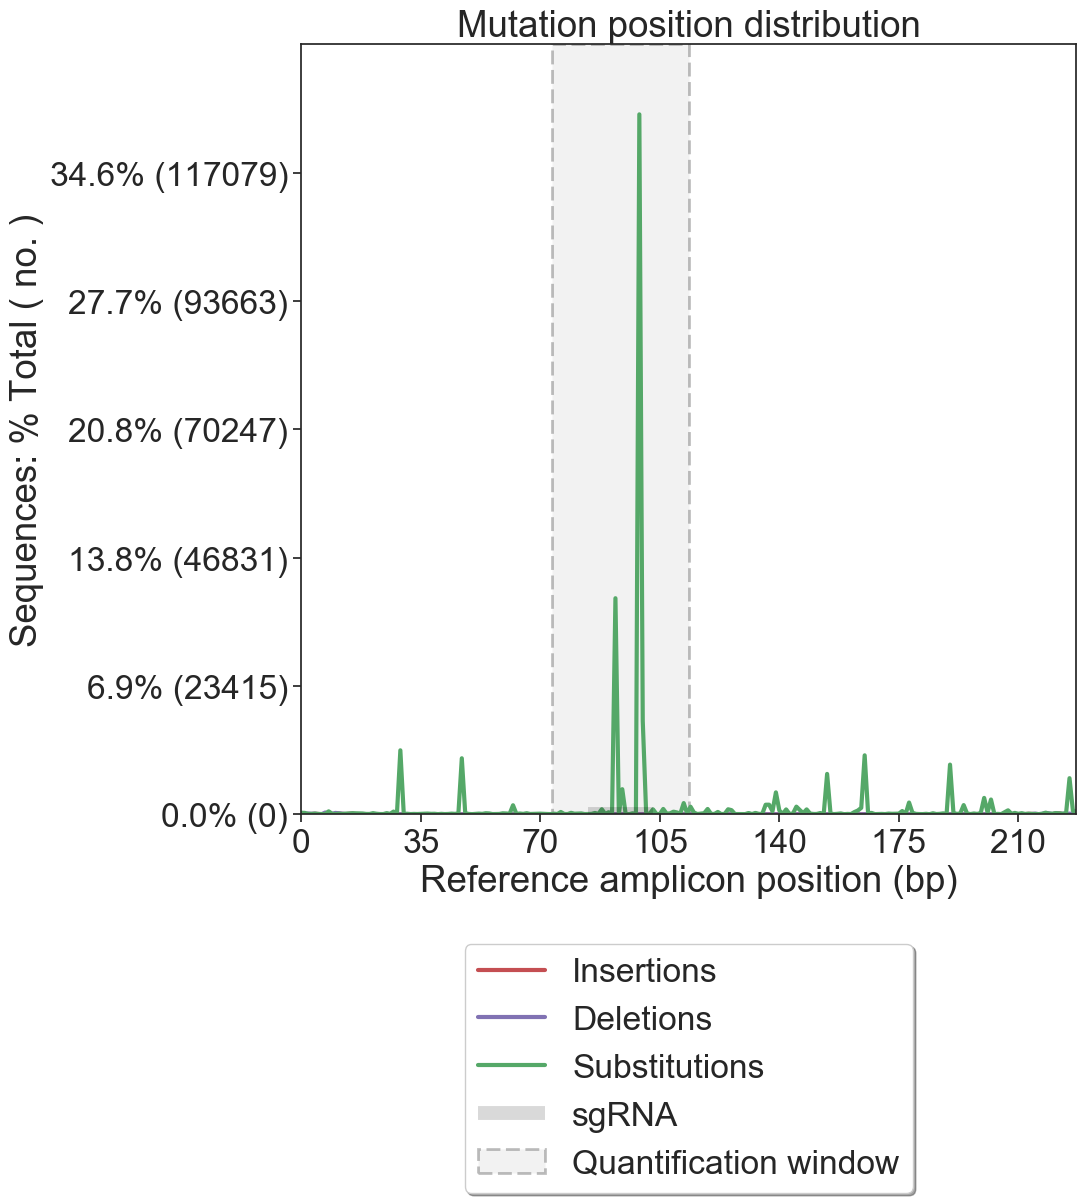 Mutation position distribution
Sequences: % Total ( no. )
34.6% (117079)
27.7% (93663)
20.8% (70247)
13.8% (46831)
6.9% (23415)
0.0% (0)
0 35 70 105 140 175 210
Reference amplicon position (bp)
Insertions
Deletions
Substitutions
sgRNA
Quantification window